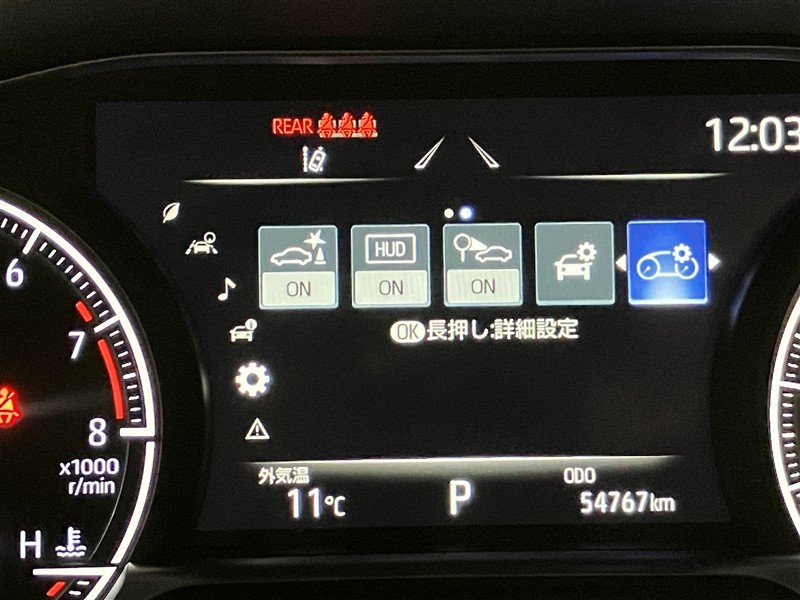 REAR
12:03
6
7
8
x1000
r/min
H
HUD
ON
ON
ON
OK長押し:詳細設定
外気温
11℃
P
ODO
54767km